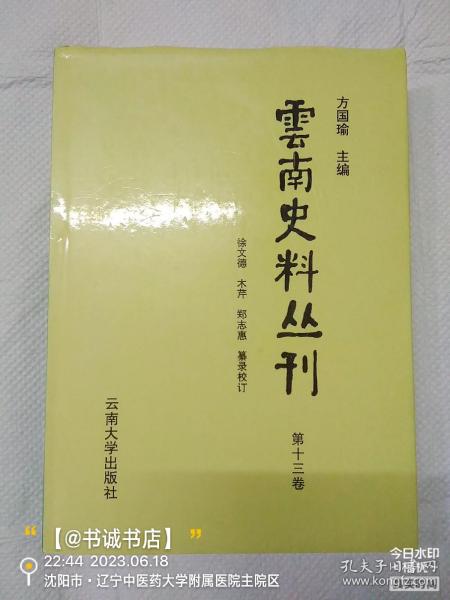 方国瑜 主编
雲南史料丛刊
徐文德 木芹 郑志惠 纂录校订
第十三卷
云南大学出版社
“【@书诚书店】”
22:44 2023.06.18
沈阳市·辽宁中医药大学附属医院主院区
今日水印
孔夫子旧书网